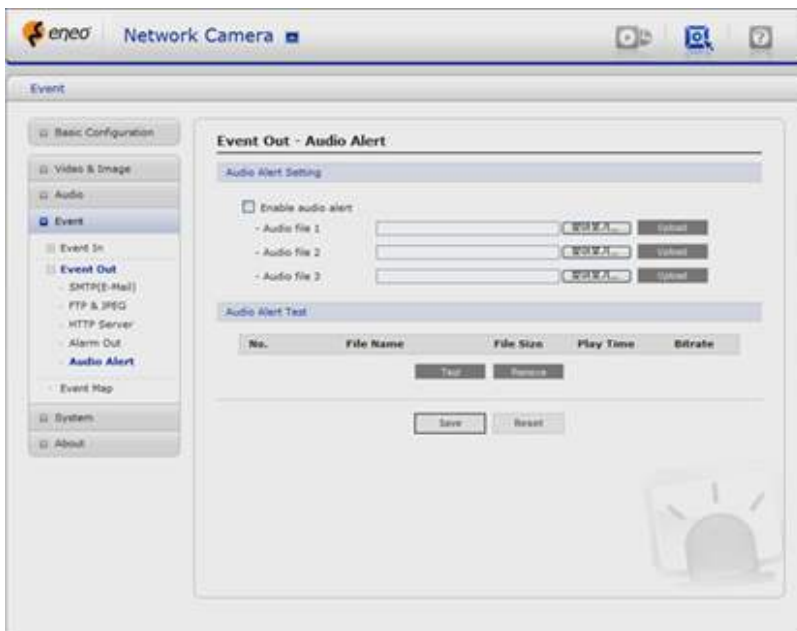 eneo
Network Camera
Event
Basic Configuration
Video & Image
Audio
Event
Event In
Event Out
SMTP(E-Mail)
FTP & JPEG
HTTP Server
Alarm Out
Audio Alert
Event Map
System
About
Event Out - Audio Alert
Audio Alert Setting
Enable audio alert
- Audio file 1 Upload
- Audio file 2 Upload
- Audio file 3 Upload
Audio Alert Test
No. File Name File Size Play Time Bitrate
Test Remove
Save Reset